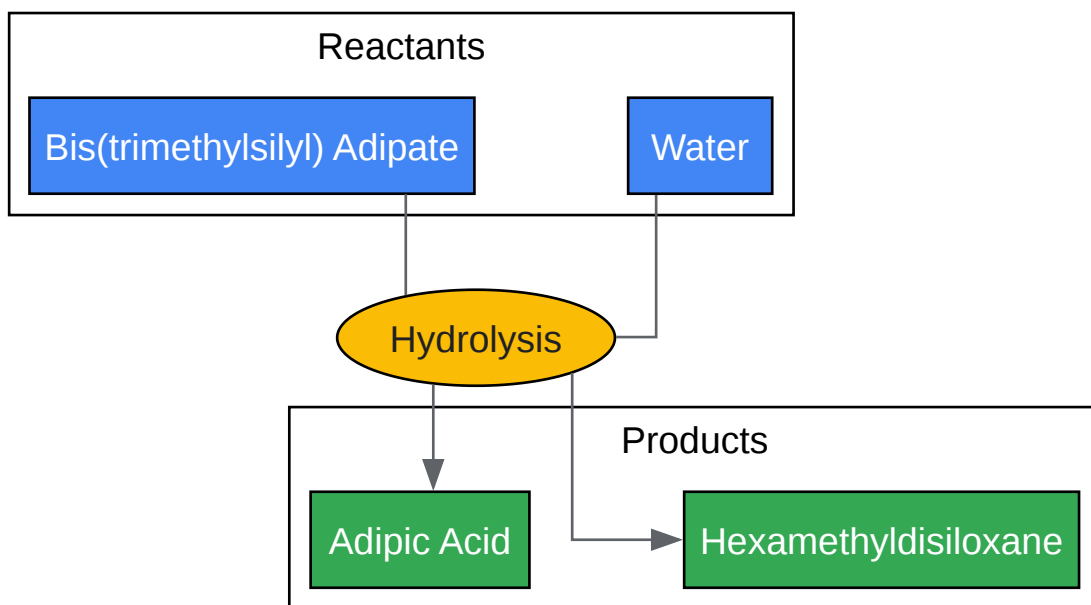 Reactants
Bis(trimethylsilyl) Adipate
Water
Hydrolysis
Products
Adipic Acid
Hexamethyldisiloxane